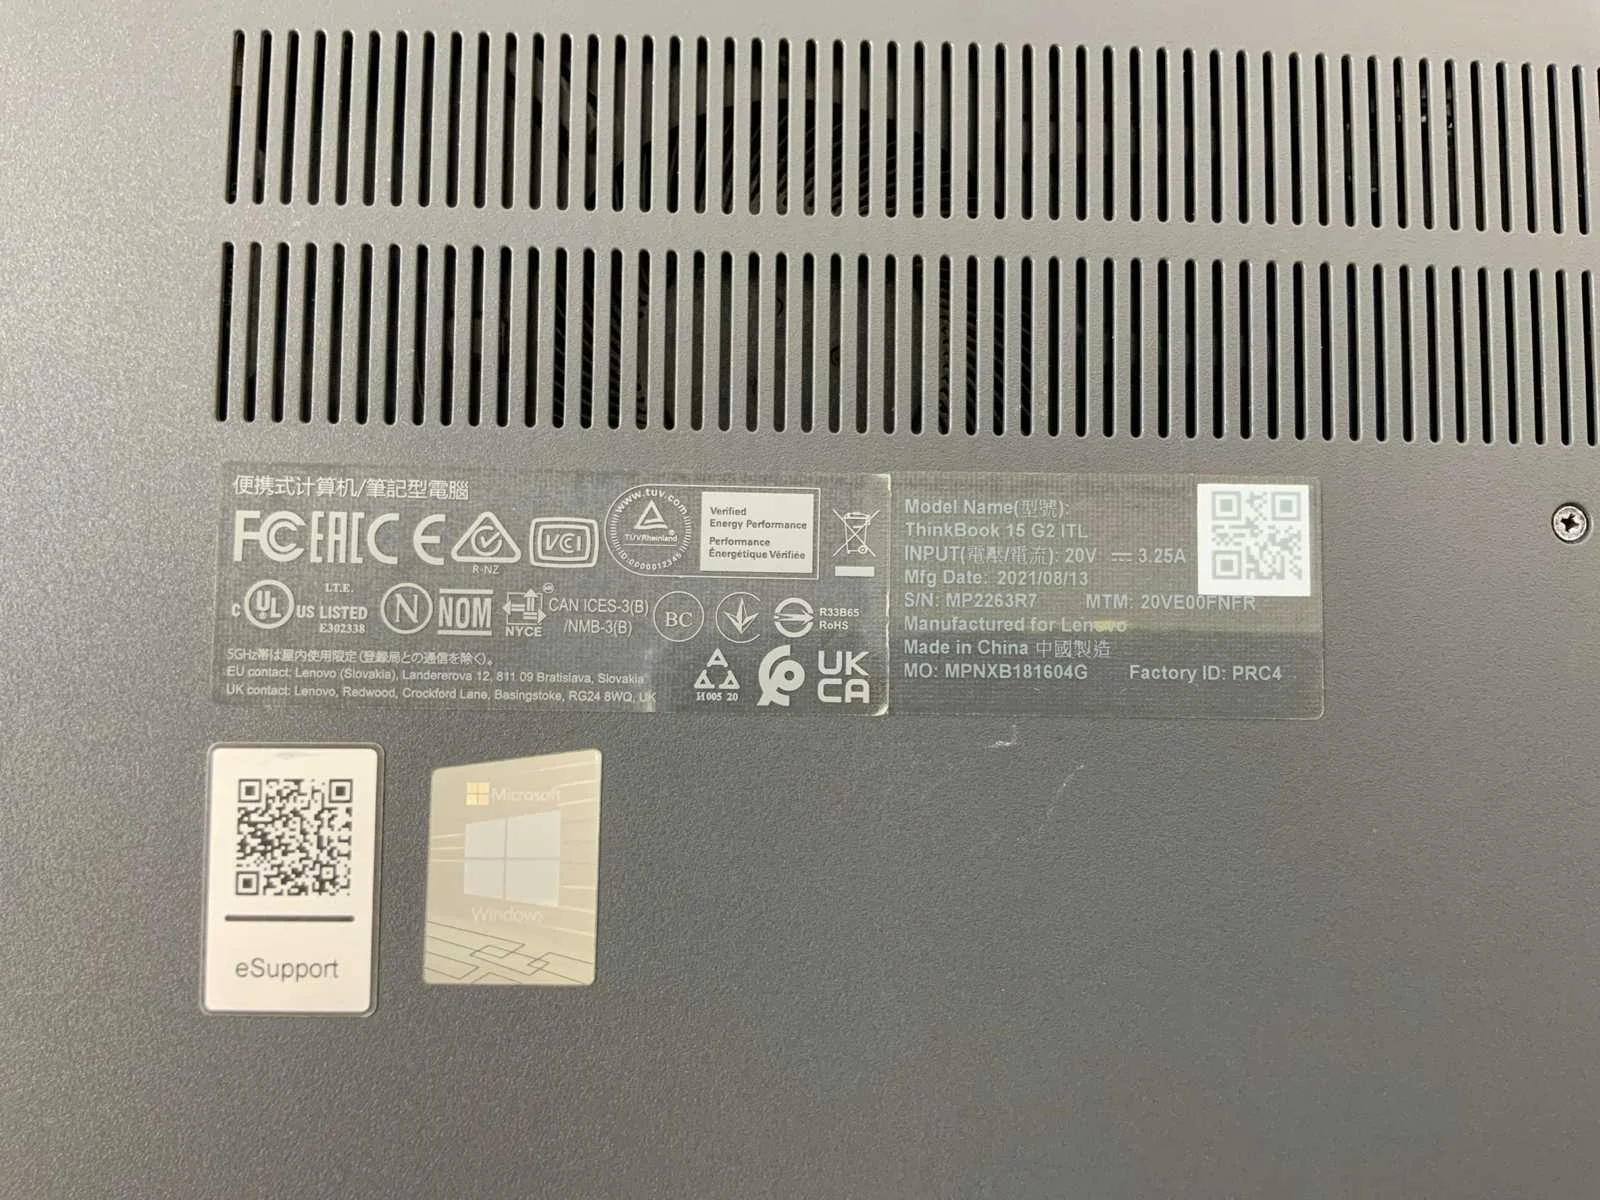 便携式计算机/筆記型電腦
FC EAC CE R-NZ VCI
www.tuv.com
TÜVRheinland
ID:0000012345
Verified
Energy Performance
Performance
Énergétique Vérifiée
c UL US LISTED
I.T.E.
E302338
N NOM NYCE
CAN ICES-3(B)
/NMB-3(B)
BC
R33B65
RoHS
5GHz帯は屋内使用限定(登録局との通信を除く)。
EU contact: Lenovo (Slovakia), Landererova 12, 811 09 Bratislava, Slovakia
UK contact: Lenovo, Redwood, Crockford Lane, Basingstoke, RG24 8WQ, UK
005 20
UK
CA
Model Name(型號):
ThinkBook 15 G2 ITL
INPUT(電壓/電流): 20V ⎓ 3.25A
Mfg Date: 2021/08/13
S/N: MP2263R7 MTM: 20VE00FNFR
Manufactured for Lenovo
Made in China 中國製造
MO: MPNXB181604G Factory ID: PRC4
eSupport
Microsoft
Windows